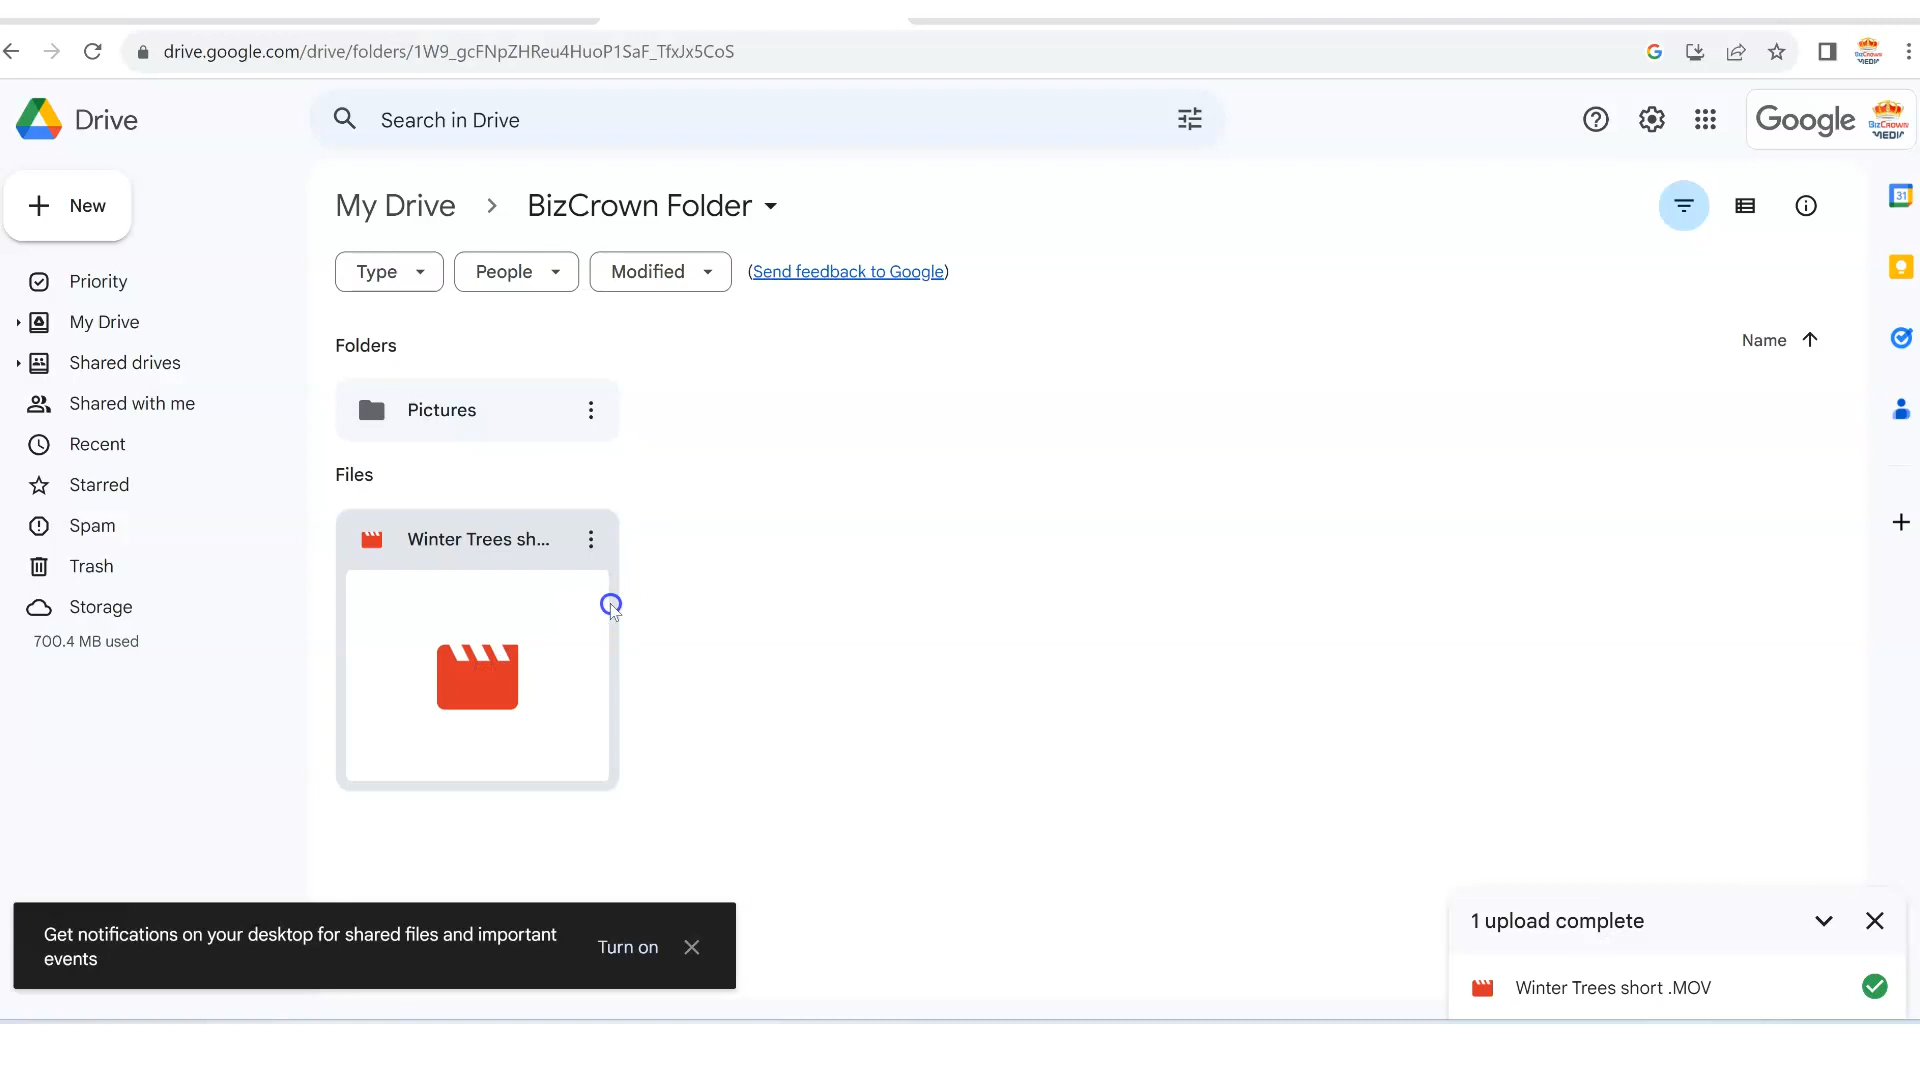 drive.google.com/drive/folders/1W9_gcFNpZHReu4HuoP1SaF_TfxJx5CoS
Drive
Search in Drive
Google
BizCrown
MEDIA
New
My Drive
BizCrown Folder
Type
People
Modified
(Send feedback to Google)
Priority
My Drive
Shared drives
Shared with me
Recent
Starred
Spam
Trash
Storage
700.4 MB used
Folders
Name
Pictures
Files
Winter Trees sh...
31
Get notifications on your desktop for shared files and important
events
Turn on
1 upload complete
Winter Trees short .MOV